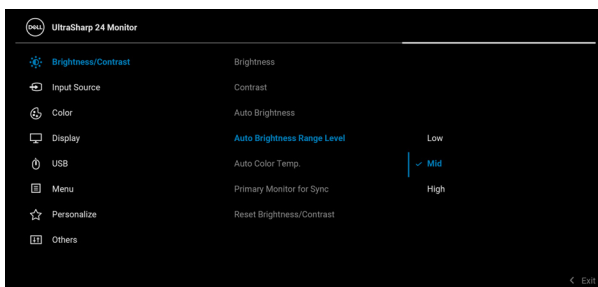 DELL UltraSharp 24 Monitor
Brightness/Contrast Brightness
Input Source Contrast
Color Auto Brightness
Display Auto Brightness Range Level Low
USB Auto Color Temp. Mid
Menu Primary Monitor for Sync High
Personalize Reset Brightness/Contrast
Others
Exit